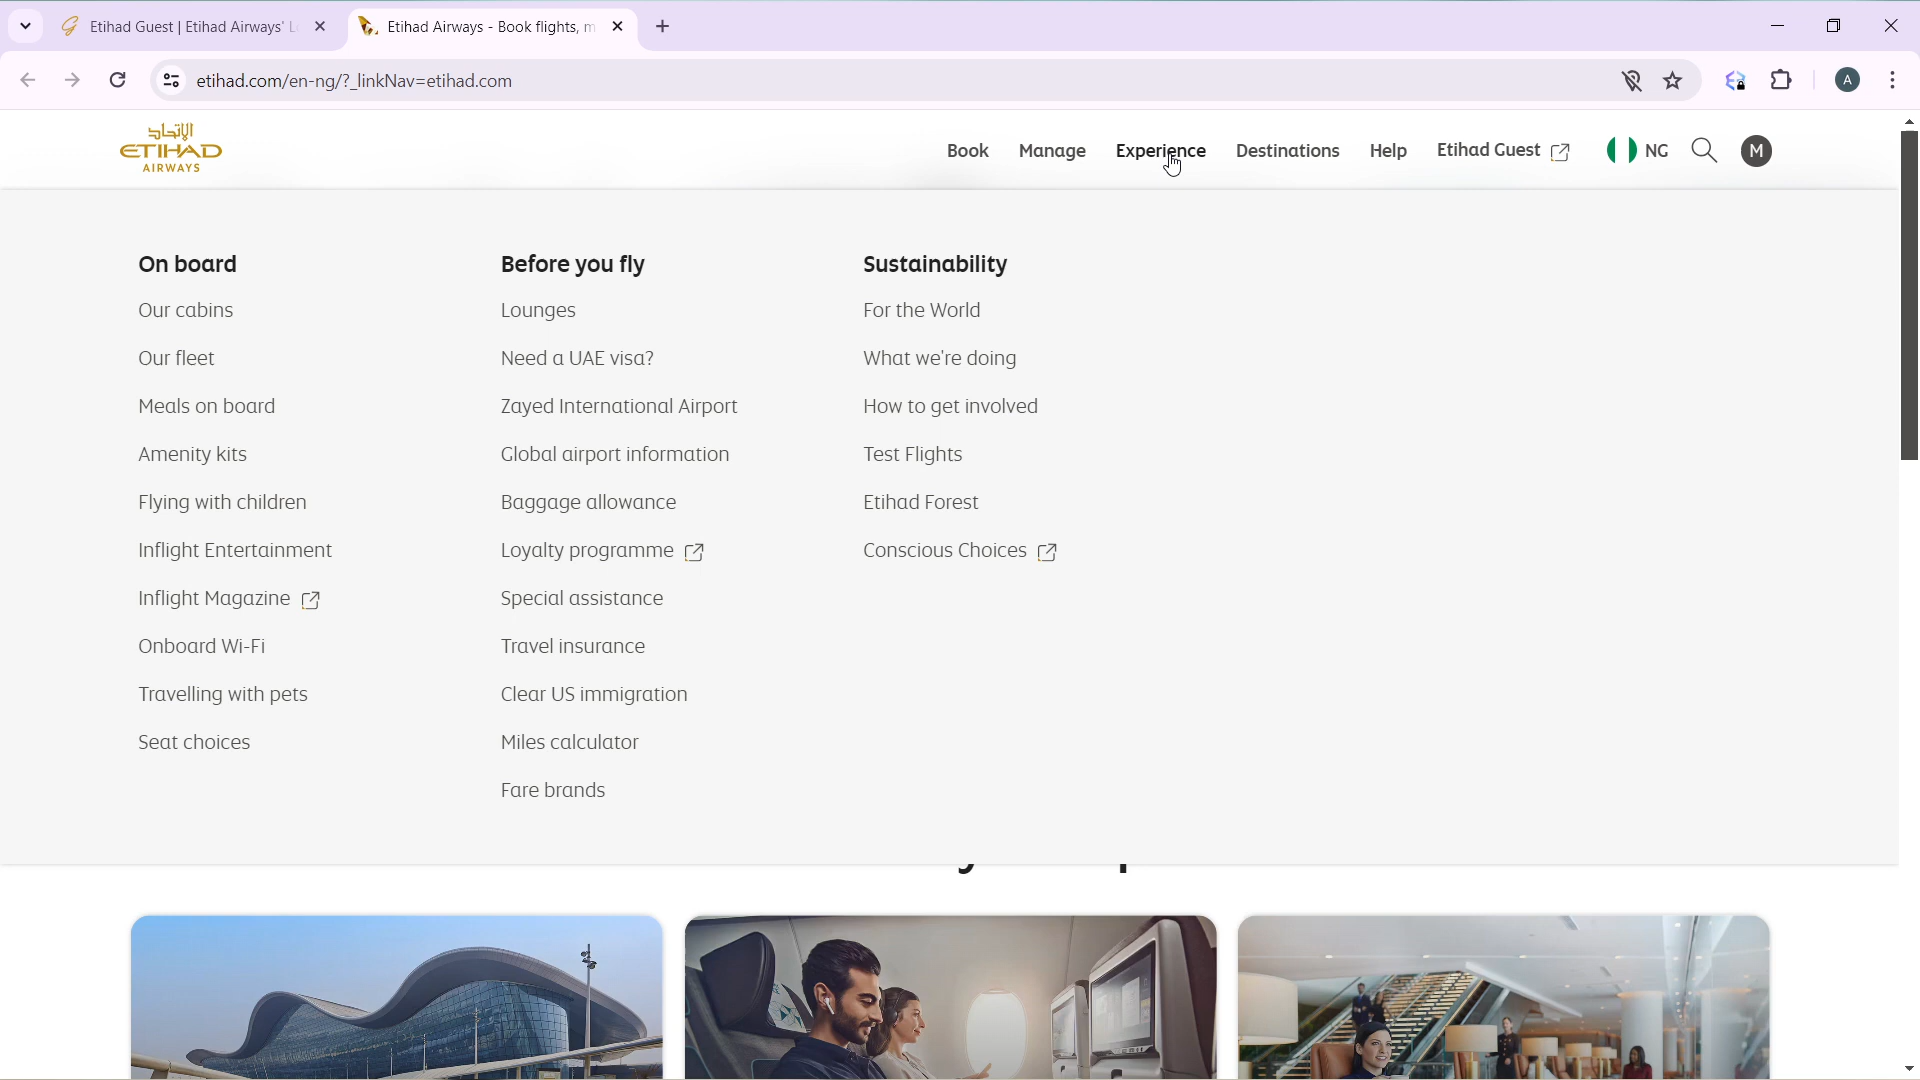 Etihad Guest | Etihad Airways' L
Etihad Airways - Book flights, m
etihad.com/en-ng/?_linkNav=etihad.com
A
الإتحاد
ETIHAD
AIRWAYS
Book
Manage
Experience
Destinations
Help
Etihad Guest
NG
M
On board
Our cabins
Our fleet
Meals on board
Amenity kits
Flying with children
Inflight Entertainment
Inflight Magazine
Onboard Wi-Fi
Travelling with pets
Seat choices
Before you fly
Lounges
Need a UAE visa?
Zayed International Airport
Global airport information
Baggage allowance
Loyalty programme
Special assistance
Travel insurance
Clear US immigration
Miles calculator
Fare brands
Sustainability
For the World
What we're doing
How to get involved
Test Flights
Etihad Forest
Conscious Choices